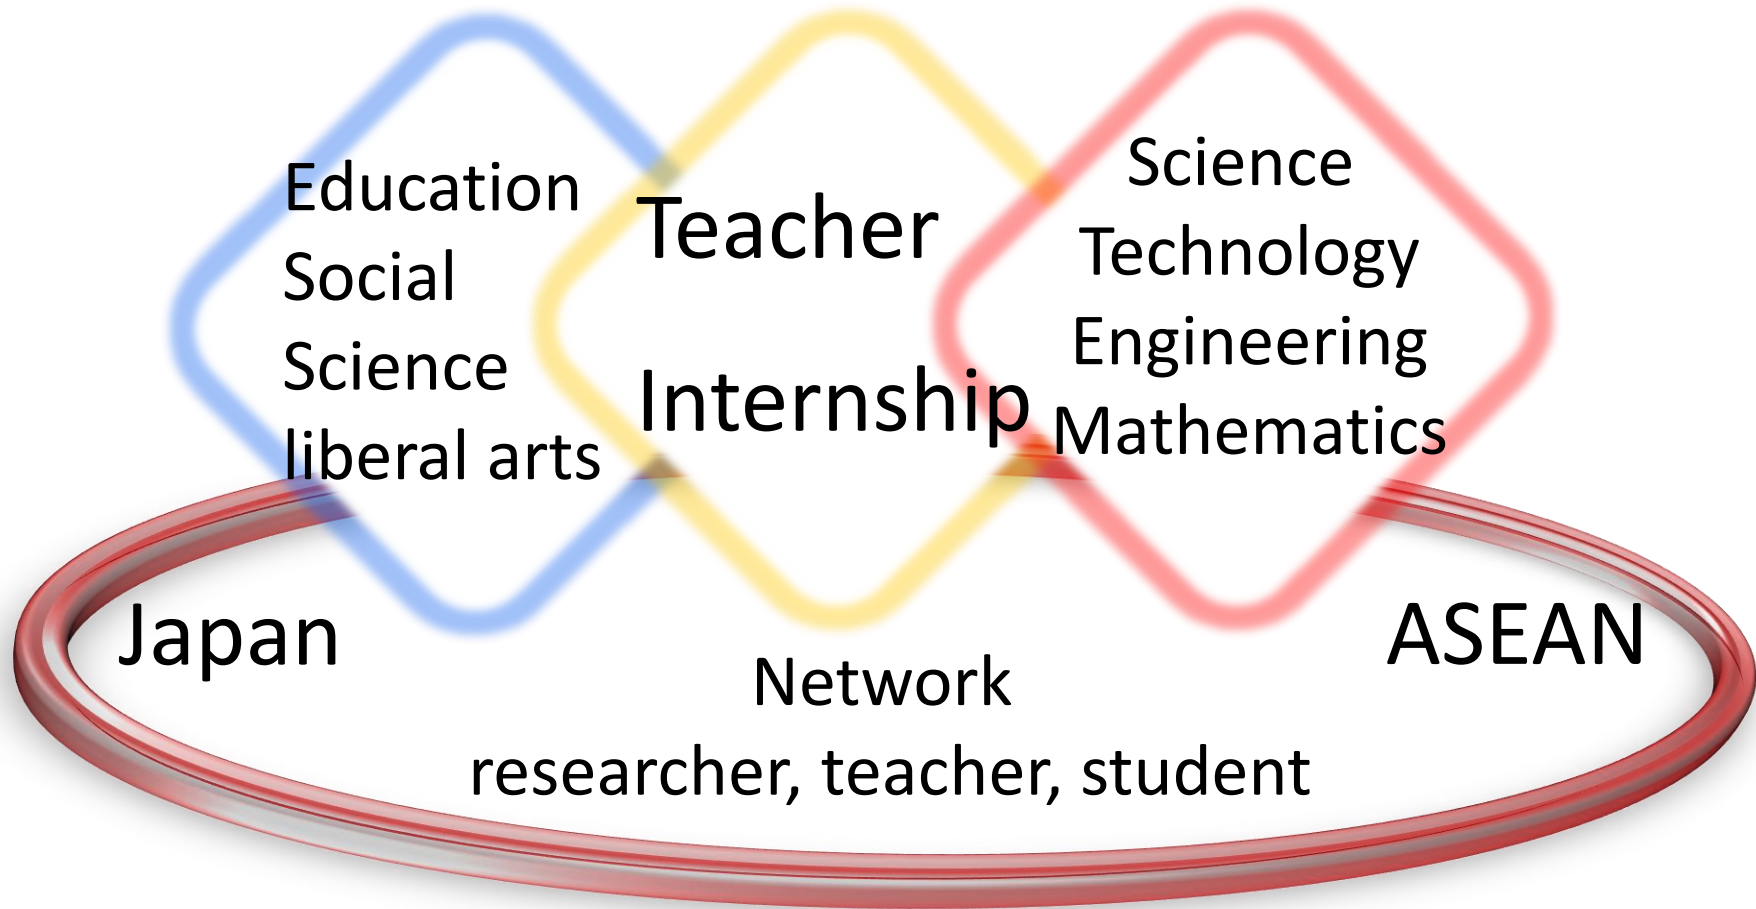 Education
Social
Science
liberal arts
Teacher
Internship
Science
Technology
Engineering
Mathematics
Japan
ASEAN
Network
researcher, teacher, student